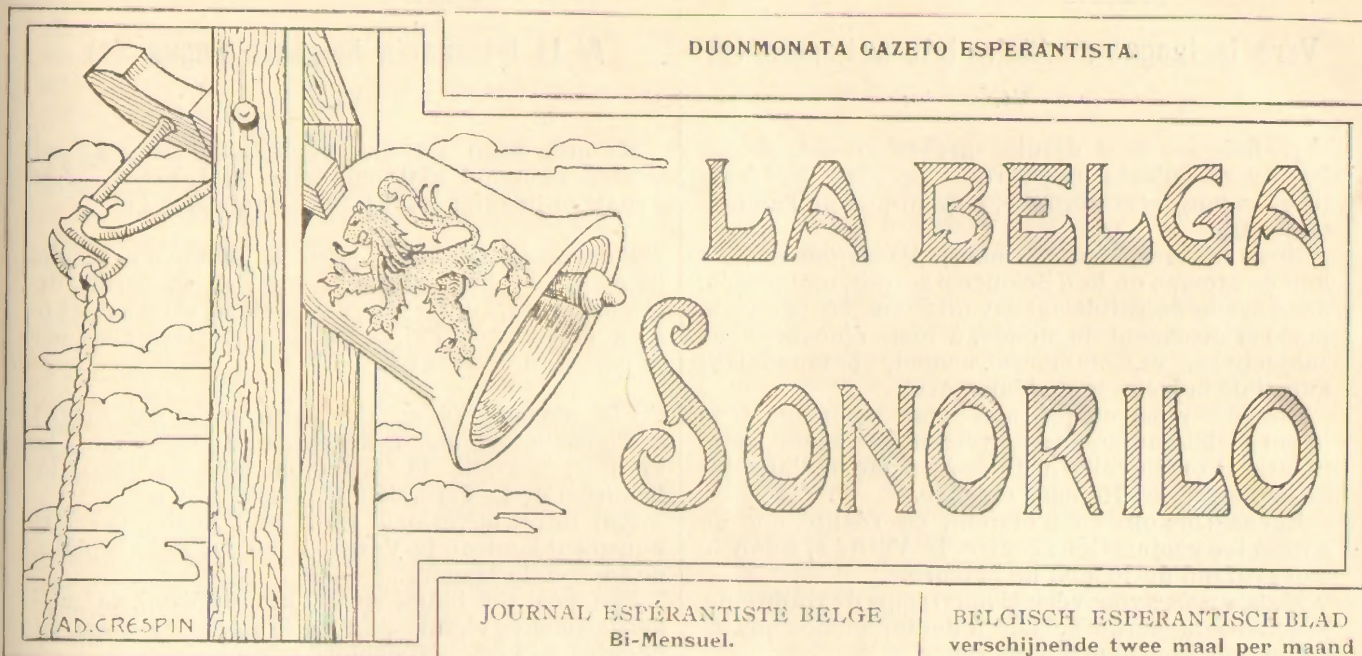 DUONMONATA GAZETO ESPERANTISTA.
LA BELGA
SONORILO
AD. CRESPIN
JOURNAL ESPÉRANTISTE BELGE
Bi-Mensuel.
BELGISCH ESPERANTISCH BLAD
verschijnende twee maal per maand